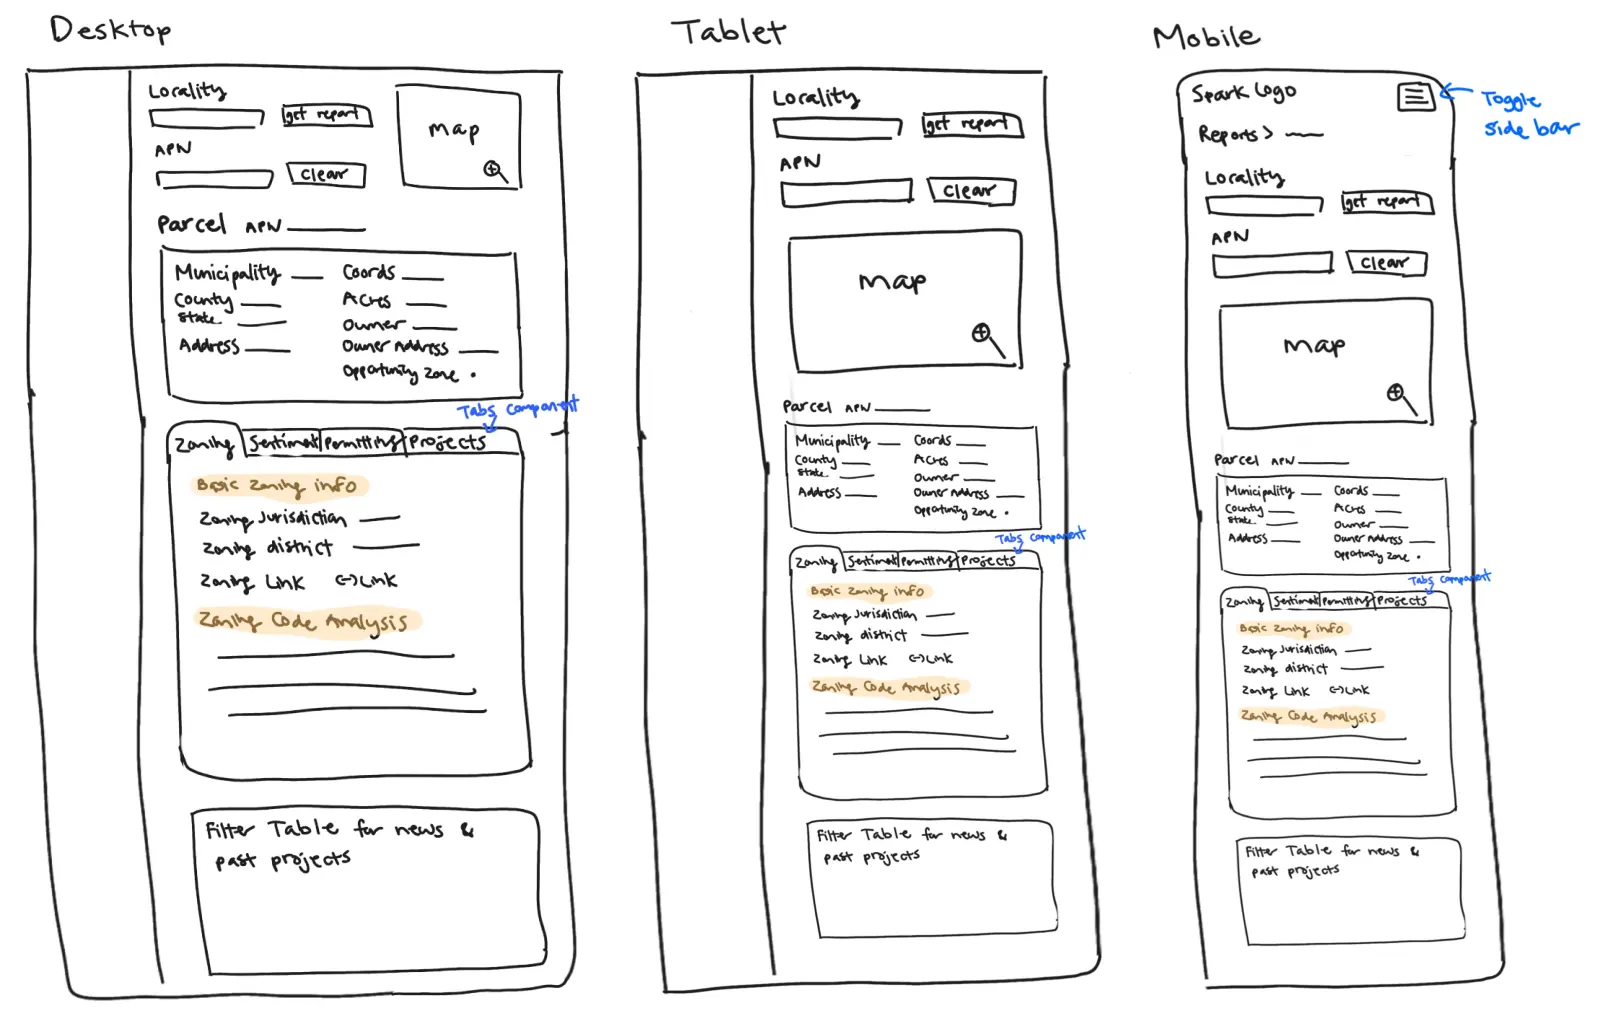 Desktop
Locality
get report
APN
clear
map
Parcel APN
Municipality
County
State
Address
Coords
Acres
Owner
Owner Address
Opportunity Zone
Tabs component
Zoning
Sentiment
Permitting
Projects
Basic Zoning info
Zoning Jurisdiction
Zoning district
Zoning Link Link
Zoning Code Analysis
Filter Table for news &
past projects
Tablet
Locality
get report
APN
clear
map
Parcel APN
Municipality
County
State
Address
Coords
Acres
Owner
Owner Address
Opportunity Zone
Tabs component
Zoning
Sentiment
Permitting
Projects
Basic Zoning info
Zoning Jurisdiction
Zoning district
Zoning Link Link
Zoning Code Analysis
Filter Table for news &
past projects
Mobile
Spark Logo
Toggle
side bar
Reports >
Locality
get report
APN
clear
map
Parcel APN
Municipality
County
State
Address
Coords
Acres
Owner
Owner Address
Opportunity Zone
Tabs component
Zoning
Sentiment
Permitting
Projects
Basic Zoning info
Zoning Jurisdiction
Zoning district
Zoning Link Link
Zoning Code Analysis
Filter Table for news &
past projects